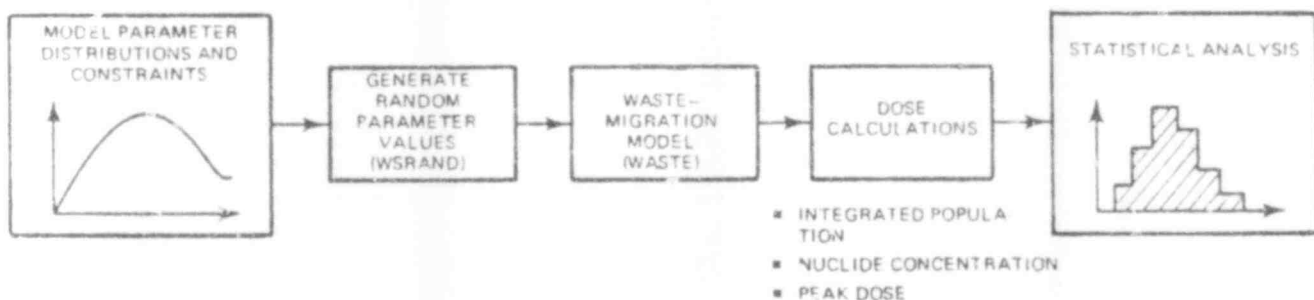 MODEL PARAMETER
DISTRIBUTIONS AND
CONSTRAINTS
GENERATE
RANDOM
PARAMETER
VALUES
(WSRAND)
WASTE-
MIGRATION
MODEL
(WASTE)
DOSE
CALCULATIONS
▪ INTEGRATED POPULA-
TION
▪ NUCLIDE CONCENTRATION
▪ PEAK DOSE
STATISTICAL ANALYSIS